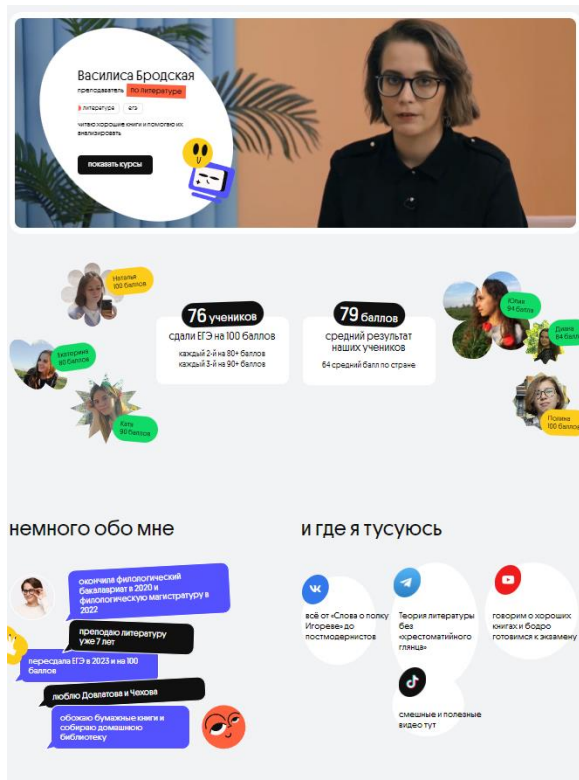 Василиса Бродская
преподаватель по литературе
литература егэ
читаю хорошие книги и помогаю их
анализировать
показать курсы
Наталья
100 баллов
76 учеников
сдали ЕГЭ на 100 баллов
каждый 2-й на 80+ баллов
каждый 3-й на 90+ баллов
79 баллов
средний результат
наших учеников
64 средний балл по стране
Юлия
94 балла
Диана
84 балла
Екатерина
80 баллов
Катя
90 баллов
Полина
100 баллов
немного обо мне
окончила филологический
бакалавриат в 2020 и
филологическую магистратуру в
2022
преподаю литературу
уже 7 лет
пересдала ЕГЭ в 2023 и на 100
баллов
люблю Довлатова и Чехова
обожаю бумажные книги и
собираю домашнюю
библиотеку
и где я тусуюсь
всё от «Слова о полку
Игореве» до
постмодернистов
Теория литературы
без
«хрестоматийного
глянца»
говорим о хороших
книгах и бодро
готовимся к экзамену
смешные и полезные
видео тут